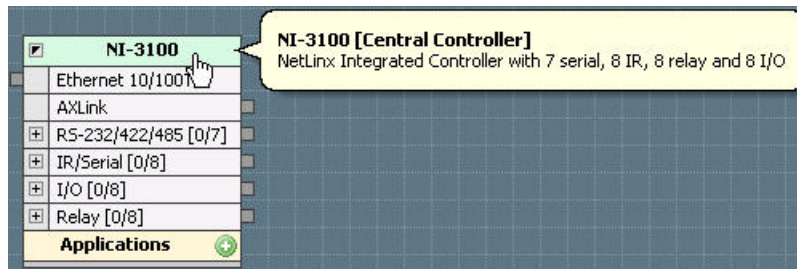 NI-3100
Ethernet 10/100T
AXLink
RS-232/422/485 [0/7]
IR/Serial [0/8]
I/O [0/8]
Relay [0/8]
Applications
NI-3100 [Central Controller]
NetLinx Integrated Controller with 7 serial, 8 IR, 8 relay and 8 I/O